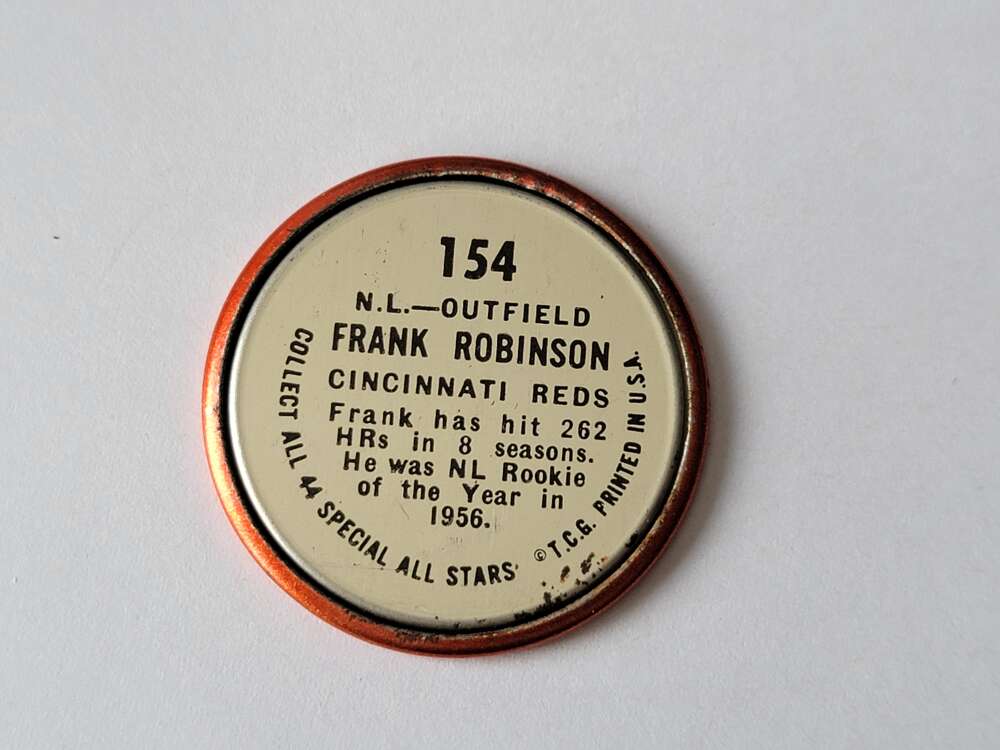 154
N.L.—OUTFIELD
FRANK ROBINSON
CINCINNATI REDS
Frank has hit 262
HRs in 8 seasons.
He was NL Rookie
of the Year in
1956.
COLLECT ALL 44 SPECIAL ALL STARS
© T.C.G. PRINTED IN U.S.A.